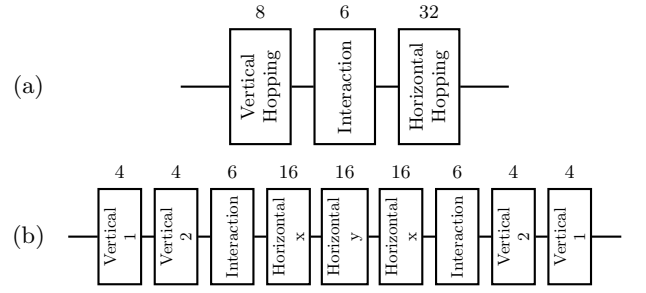 8 6 32
(a)
Vertical
Hopping
Interaction
Horizontal
Hopping
4 4 6 16 16 16 6 4 4
(b)
Vertical
1
Vertical
2
Interaction
Horizontal
x
Horizontal
y
Horizontal
x
Interaction
Vertical
2
Vertical
1